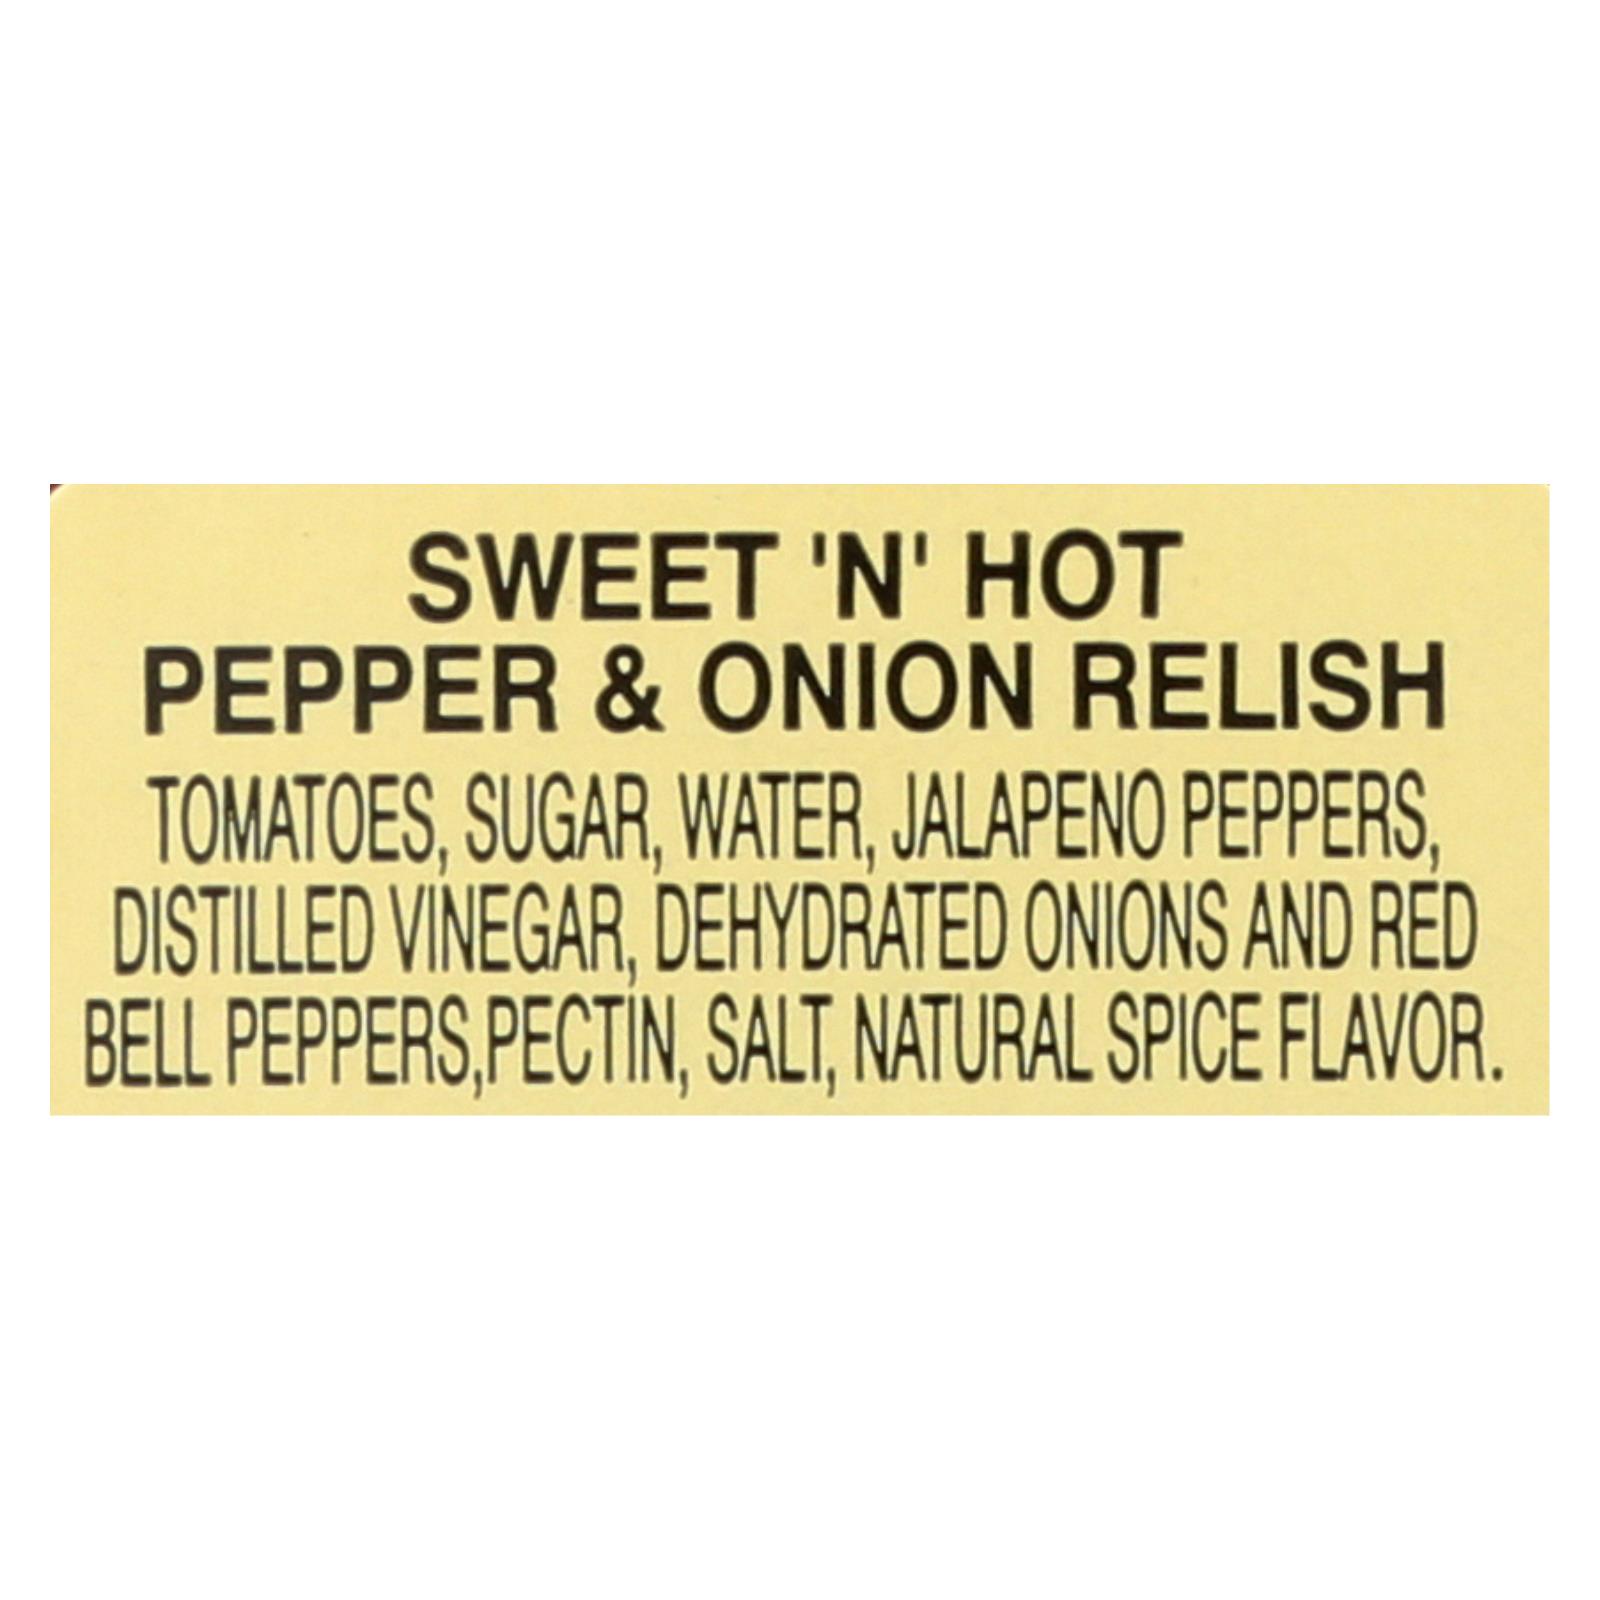 SWEET 'N' HOT
PEPPER & ONION RELISH
TOMATOES, SUGAR, WATER, JALAPENO PEPPERS,
DISTILLED VINEGAR, DEHYDRATED ONIONS AND RED
BELL PEPPERS,PECTIN, SALT, NATURAL SPICE FLAVOR.